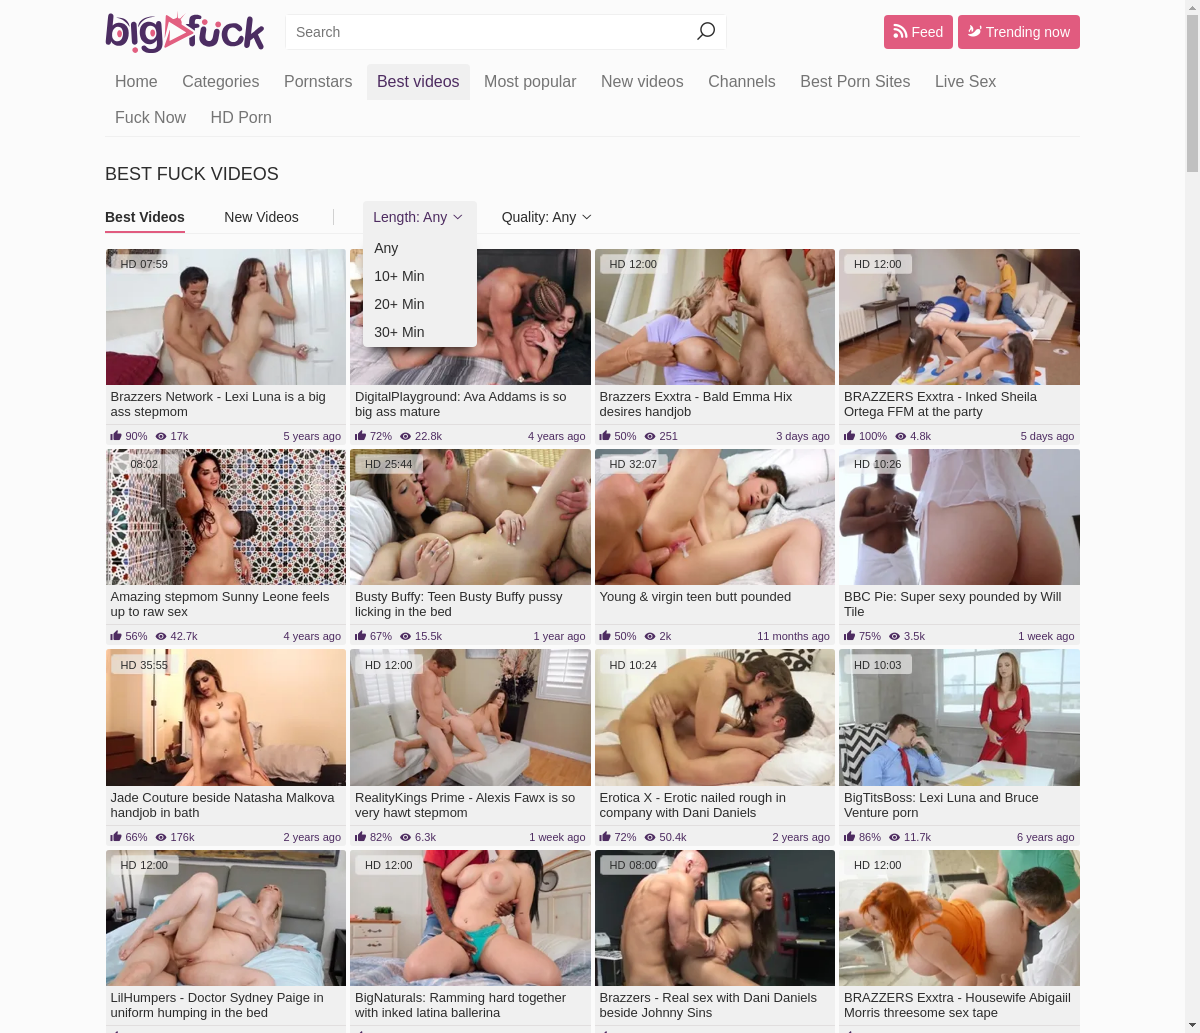 bigfuck
Search
Feed
Trending now
Home Categories Pornstars Best videos Most popular New videos Channels Best Porn Sites Live Sex
Fuck Now HD Porn
BEST FUCK VIDEOS
Best Videos New Videos Length: Any Quality: Any
Any
10+ Min
20+ Min
30+ Min
HD 07:59
Brazzers Network - Lexi Luna is a big
ass stepmom
90% 17k 5 years ago
DigitalPlayground: Ava Addams is so
big ass mature
72% 22.8k 4 years ago
HD 12:00
Brazzers Exxtra - Bald Emma Hix
desires handjob
50% 251 3 days ago
HD 12:00
BRAZZERS Exxtra - Inked Sheila
Ortega FFM at the party
100% 4.8k 5 days ago
08:02
Amazing stepmom Sunny Leone feels
up to raw sex
56% 42.7k 4 years ago
HD 25:44
Busty Buffy: Teen Busty Buffy pussy
licking in the bed
67% 15.5k 1 year ago
HD 32:07
Young & virgin teen butt pounded
50% 2k 11 months ago
HD 10:26
BBC Pie: Super sexy pounded by Will
Tile
75% 3.5k 1 week ago
HD 35:55
Jade Couture beside Natasha Malkova
handjob in bath
66% 176k 2 years ago
HD 12:00
RealityKings Prime - Alexis Fawx is so
very hawt stepmom
82% 6.3k 1 week ago
HD 10:24
Erotica X - Erotic nailed rough in
company with Dani Daniels
72% 50.4k 2 years ago
HD 10:03
BigTitsBoss: Lexi Luna and Bruce
Venture porn
86% 11.7k 6 years ago
HD 12:00
LilHumpers - Doctor Sydney Paige in
uniform humping in the bed
HD 12:00
BigNaturals: Ramming hard together
with inked latina ballerina
HD 08:00
Brazzers - Real sex with Dani Daniels
beside Johnny Sins
HD 12:00
BRAZZERS Exxtra - Housewife Abigaiil
Morris threesome sex tape